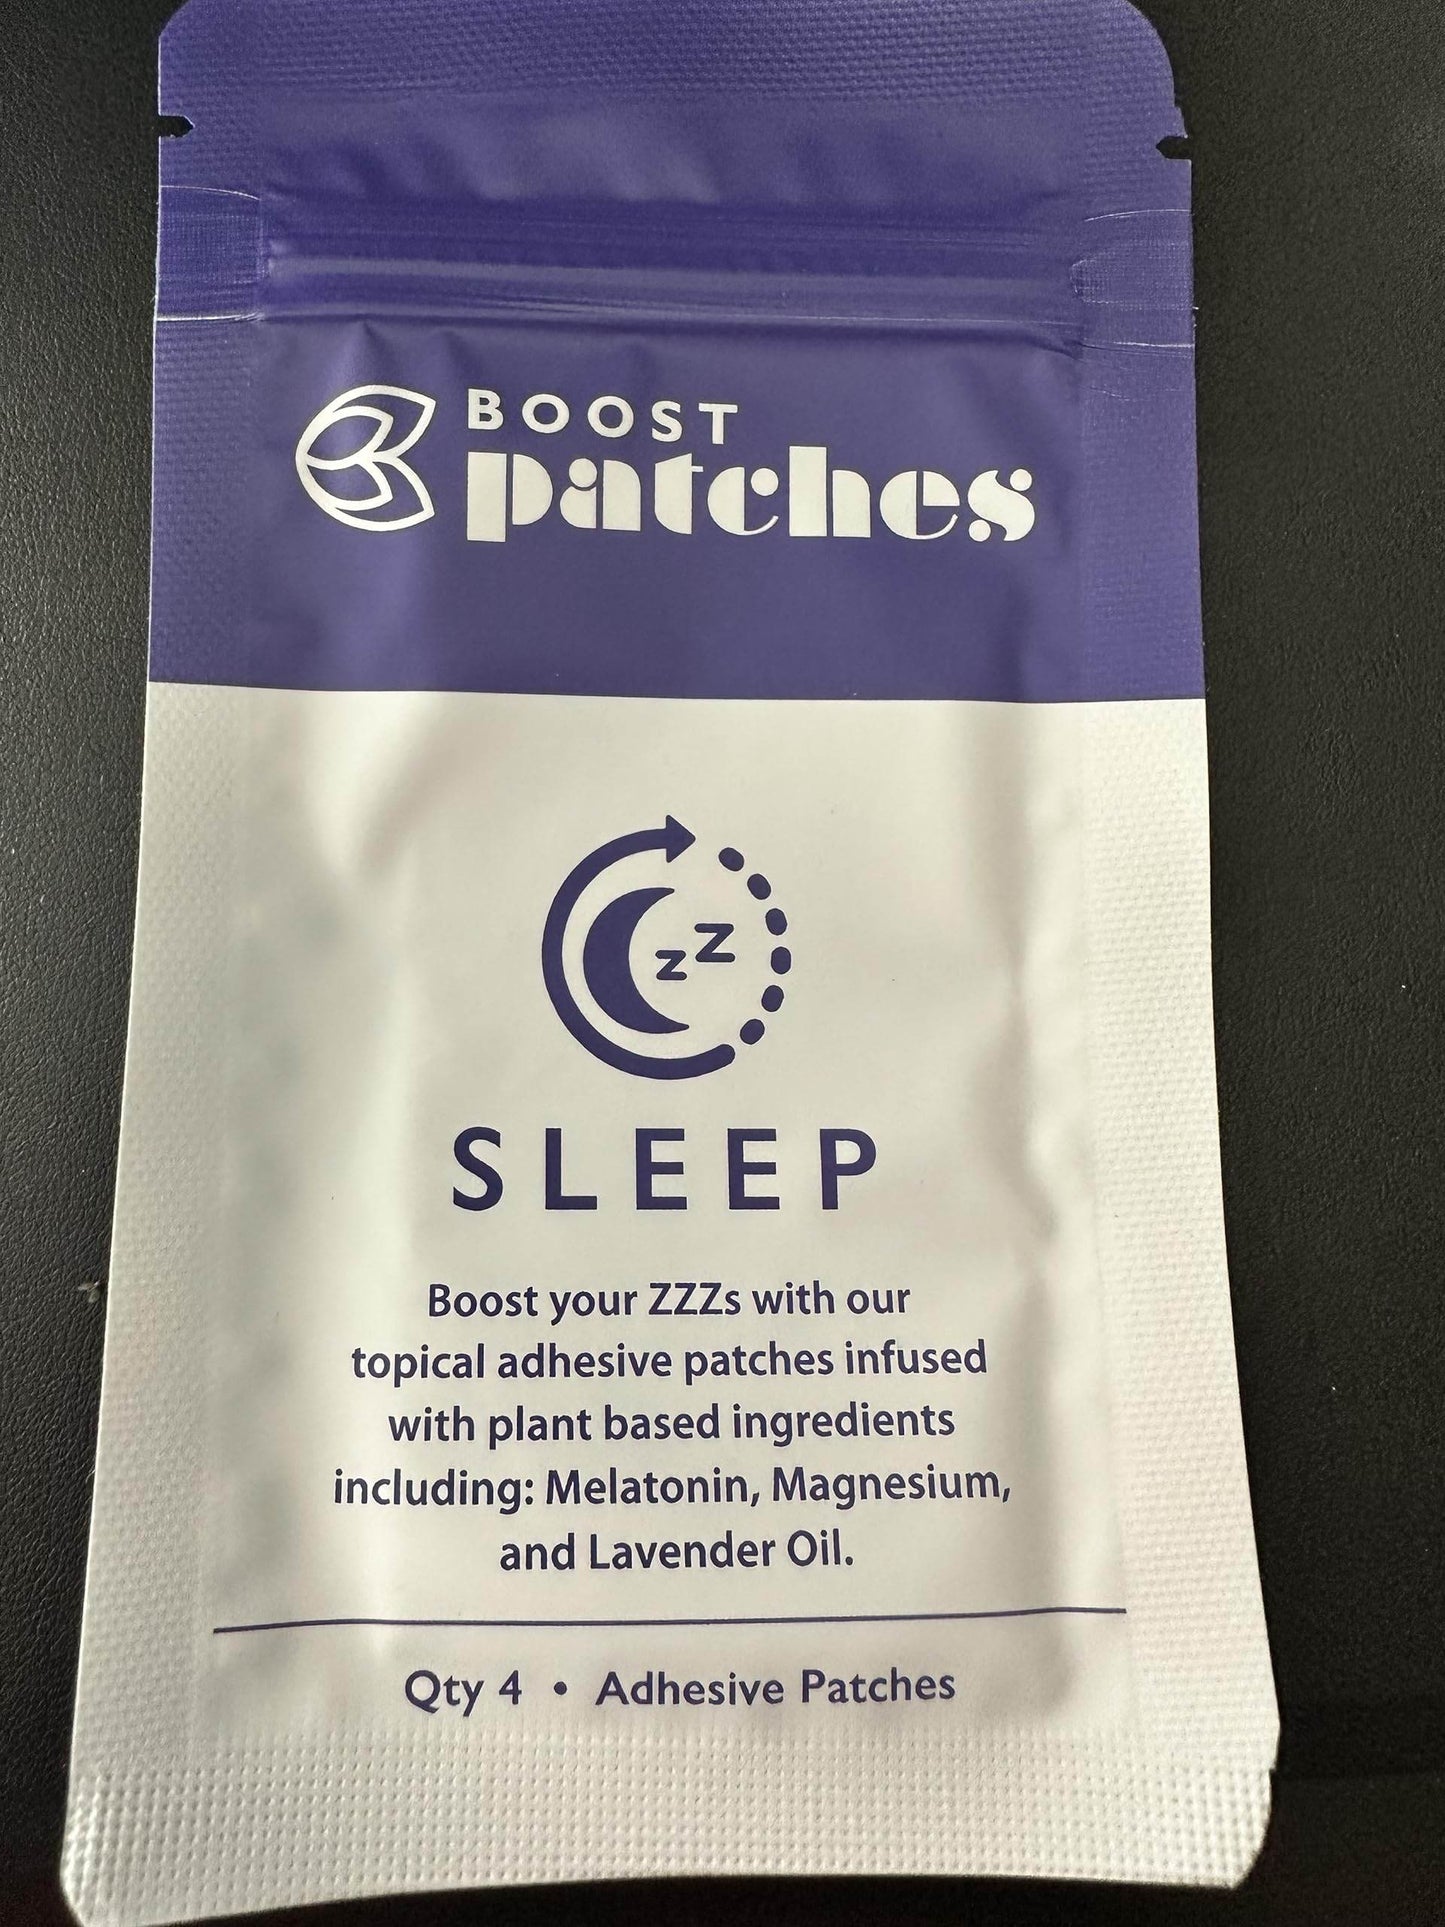 BOOST
patches
zZ
SLEEP
Boost your ZZZs with our
topical adhesive patches infused
with plant based ingredients
including: Melatonin, Magnesium,
and Lavender Oil.
Qty 4 • Adhesive Patches